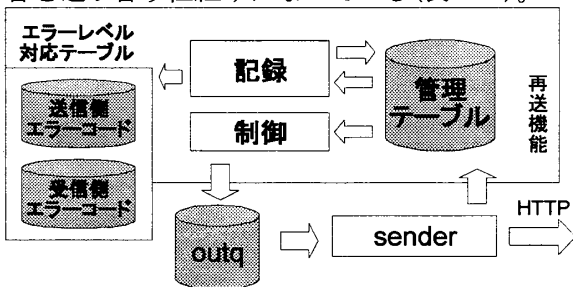 エラーレベル
対応テーブル
送信側
エラーコード
受信側
エラーコード
記録
制御
管理
テーブル
再送機能
outq
sender
HTTP